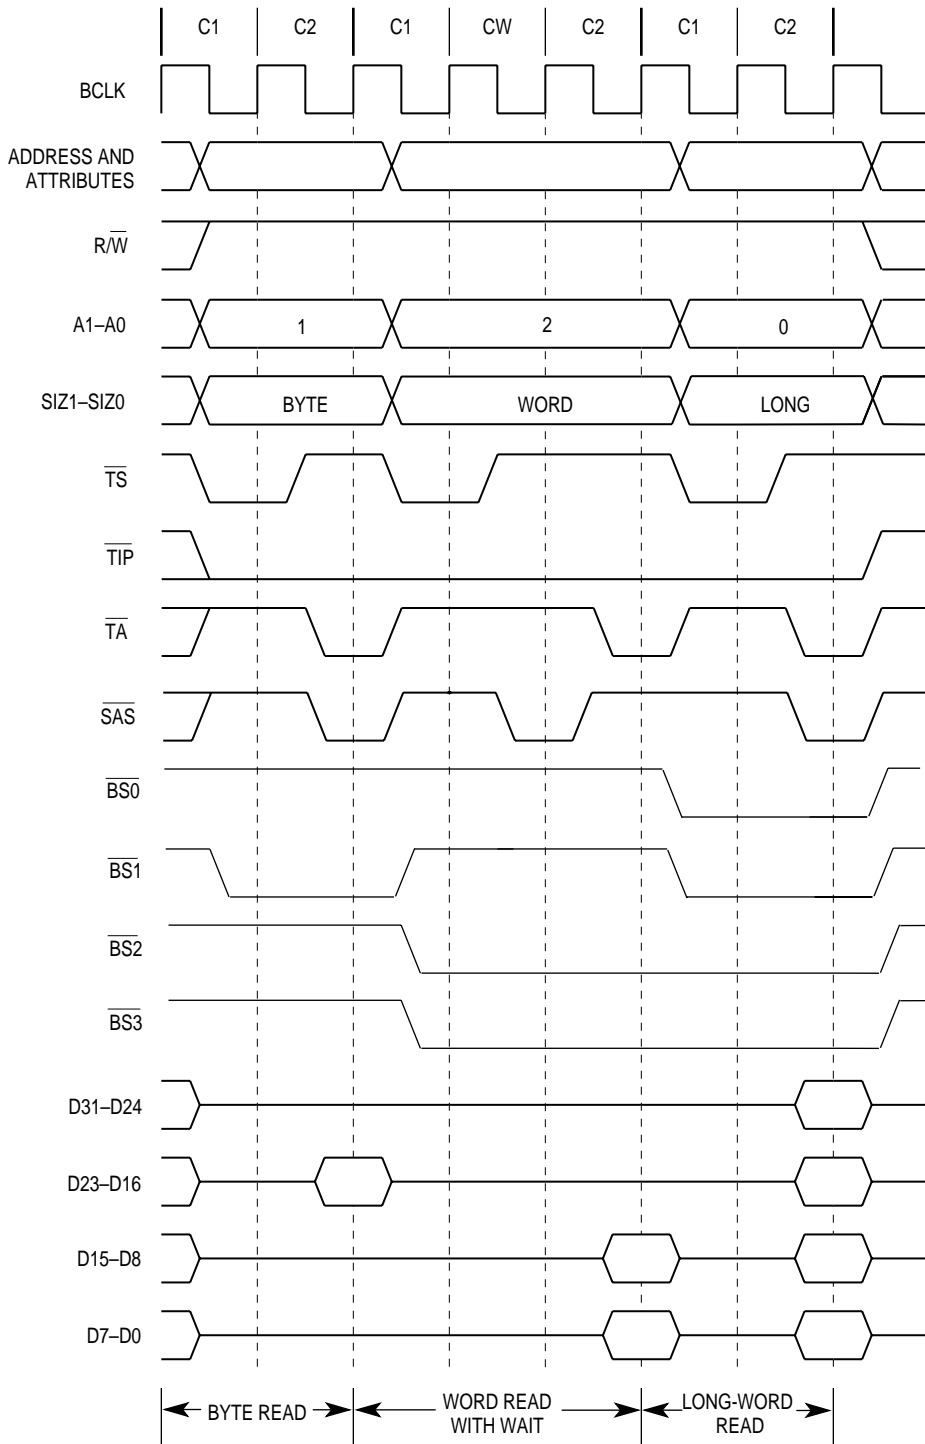 C1 C2 C1 CW C2 C1 C2
BCLK
ADDRESS AND
ATTRIBUTES
R/W
A1–A0 1 2 0
SIZ1–SIZ0 BYTE WORD LONG
TS
TIP
TA
SAS
BS0
BS1
BS2
BS3
D31–D24
D23–D16
D15–D8
D7–D0
BYTE READ
WORD READ
WITH WAIT
LONG-WORD
READ